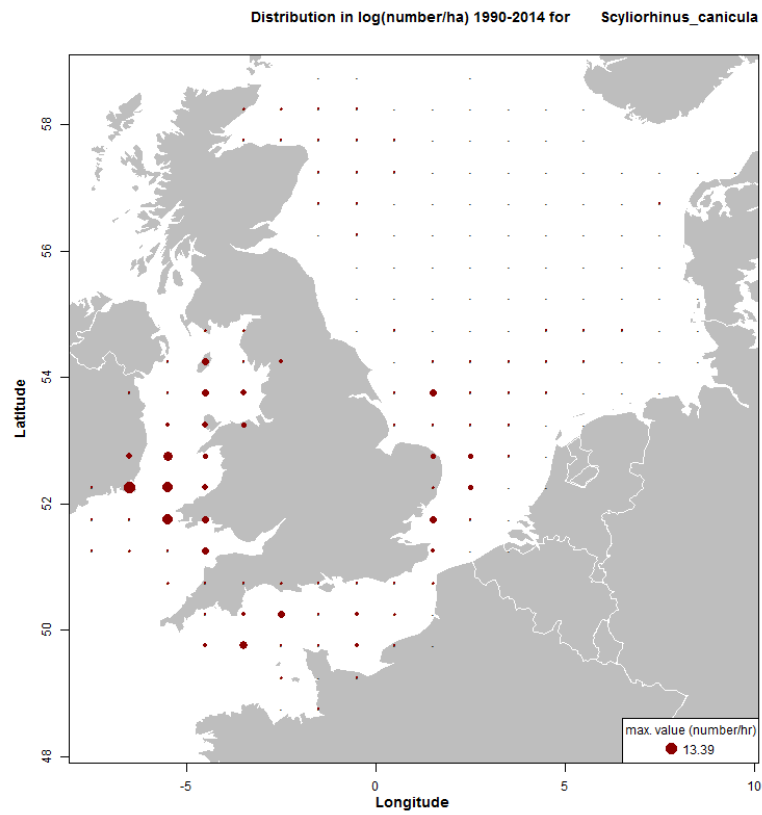 Distribution in log(number/ha) 1990-2014 for Scyliorhinus_canicula
58
56
54
52
50
48
Latitude
-5
0
5
10
Longitude
max. value (number/hr)
13.39